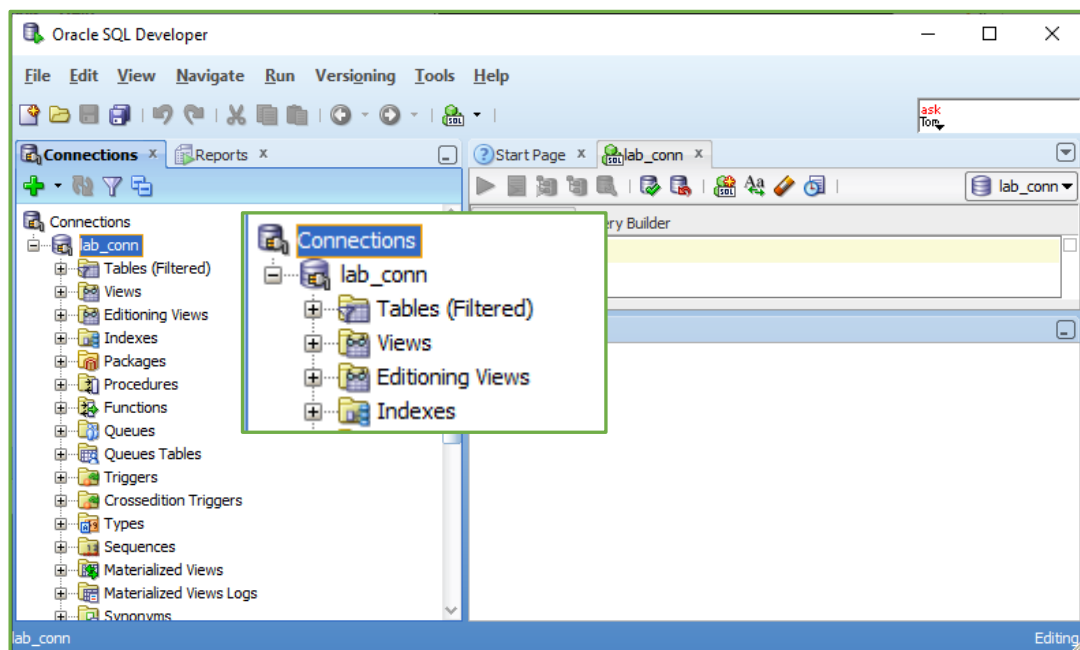 Oracle SQL Developer
File Edit View Navigate Run Versioning Tools Help
SQL
ask
Tom
Connections x Reports x
Start Page x lab_conn x
Aa
lab_conn
Connections
lab_conn
Tables (Filtered)
Views
Editioning Views
Indexes
Packages
Procedures
Functions
Queues
Queues Tables
Triggers
Crossedition Triggers
Types
Sequences
Materialized Views
Materialized Views Logs
Synonyms
ery Builder
Connections
lab_conn
Tables (Filtered)
Views
Editioning Views
Indexes
lab_conn
Editing